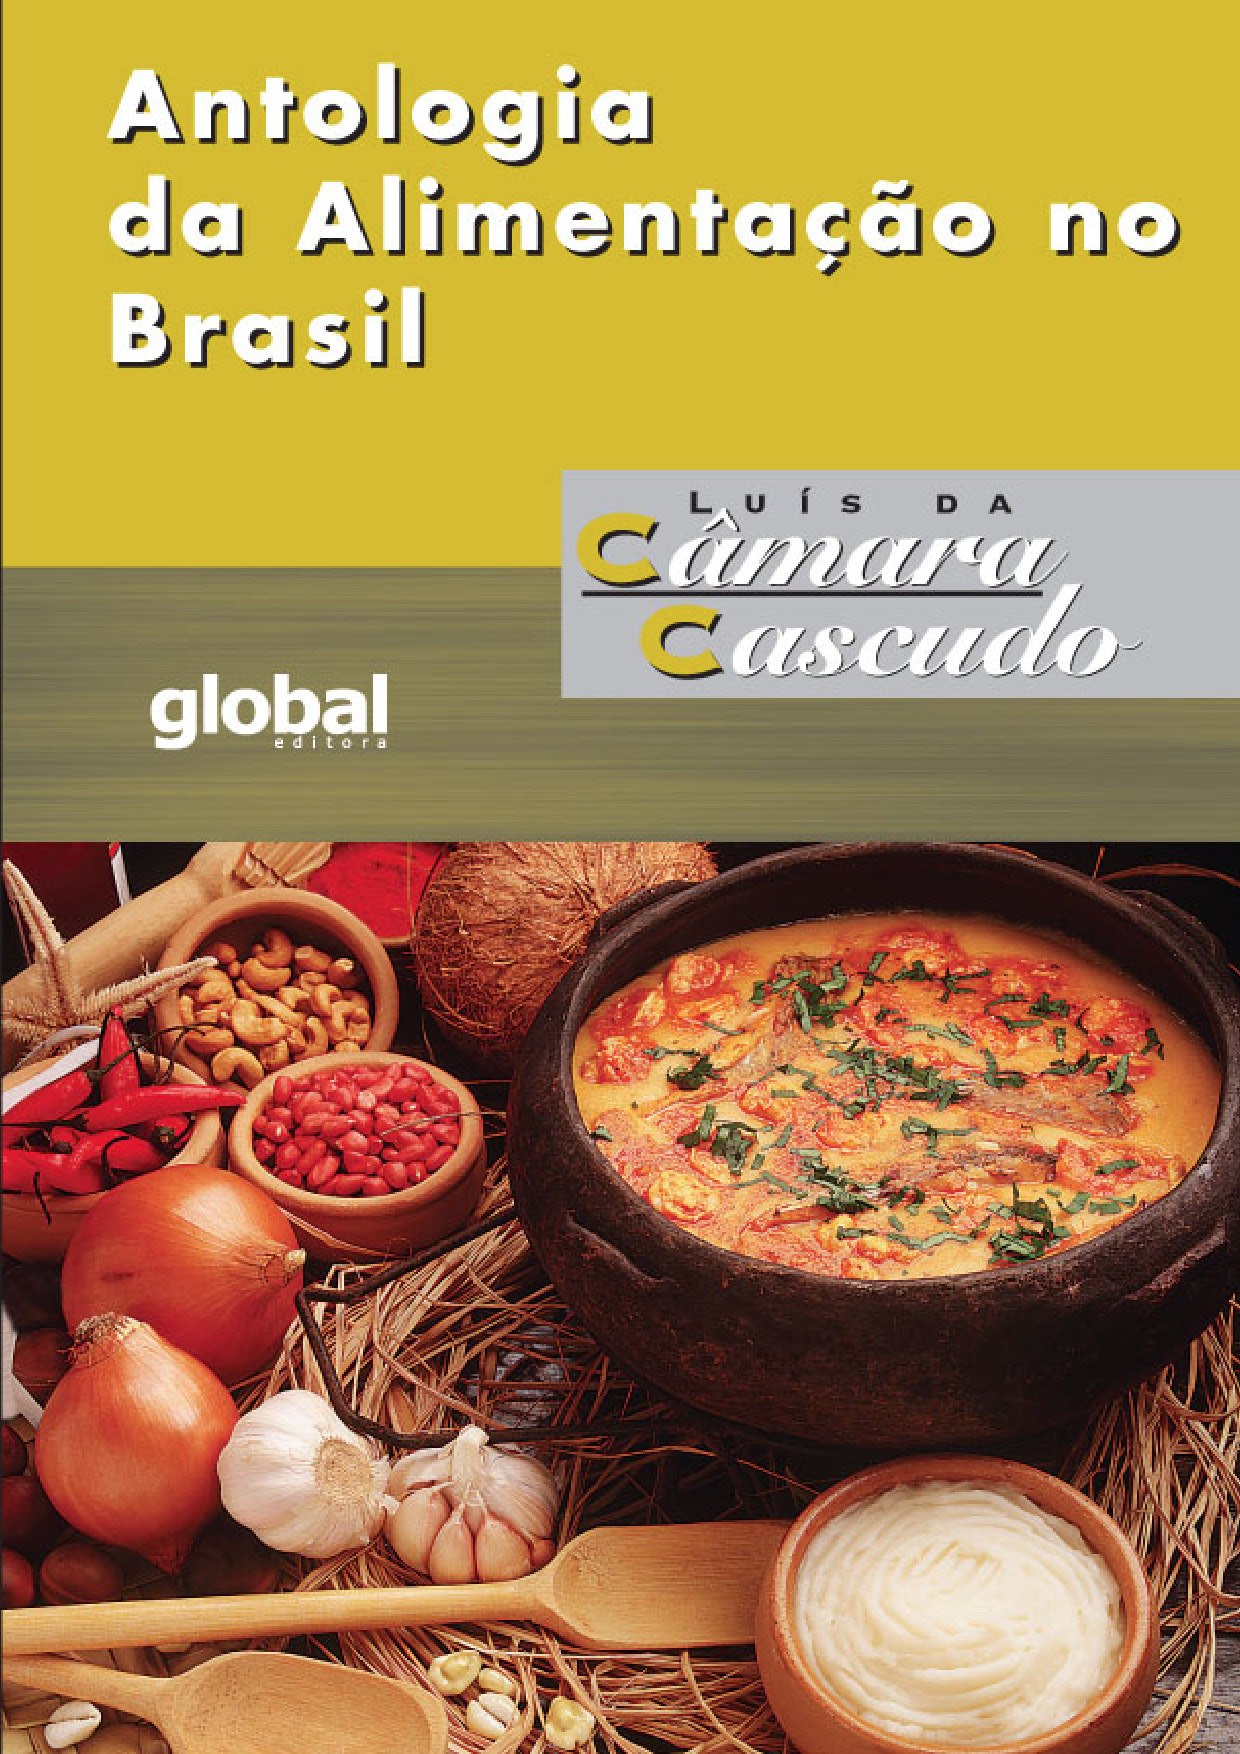 Antologia
da Alimentação no
Brasil
LUÍS DA
Câmara
Cascudo
global
editora